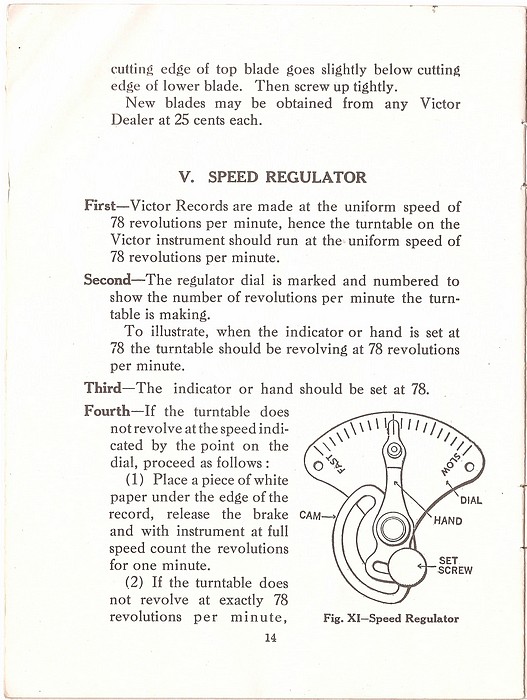 cutting edge of top blade goes slightly below cutting
edge of lower blade. Then screw up tightly.
New blades may be obtained from any Victor
Dealer at 25 cents each.
V. SPEED REGULATOR
First—Victor Records are made at the uniform speed of
78 revolutions per minute, hence the turntable on the
Victor instrument should run at the uniform speed of
78 revolutions per minute.
Second—The regulator dial is marked and numbered to
show the number of revolutions per minute the turn-
table is making.
To illustrate, when the indicator or hand is set at
78 the turntable should be revolving at 78 revolutions
per minute.
Third—The indicator or hand should be set at 78.
Fourth—If the turntable does
not revolve at the speed indi-
cated by the point on the
dial, proceed as follows:
(1) Place a piece of white
paper under the edge of the
record, release the brake
and with instrument at full
speed count the revolutions
for one minute.
(2) If the turntable does
not revolve at exactly 78
revolutions per minute,
FAST
SLOW
DIAL
HAND
CAM
SET
SCREW
Fig. XI—Speed Regulator
14